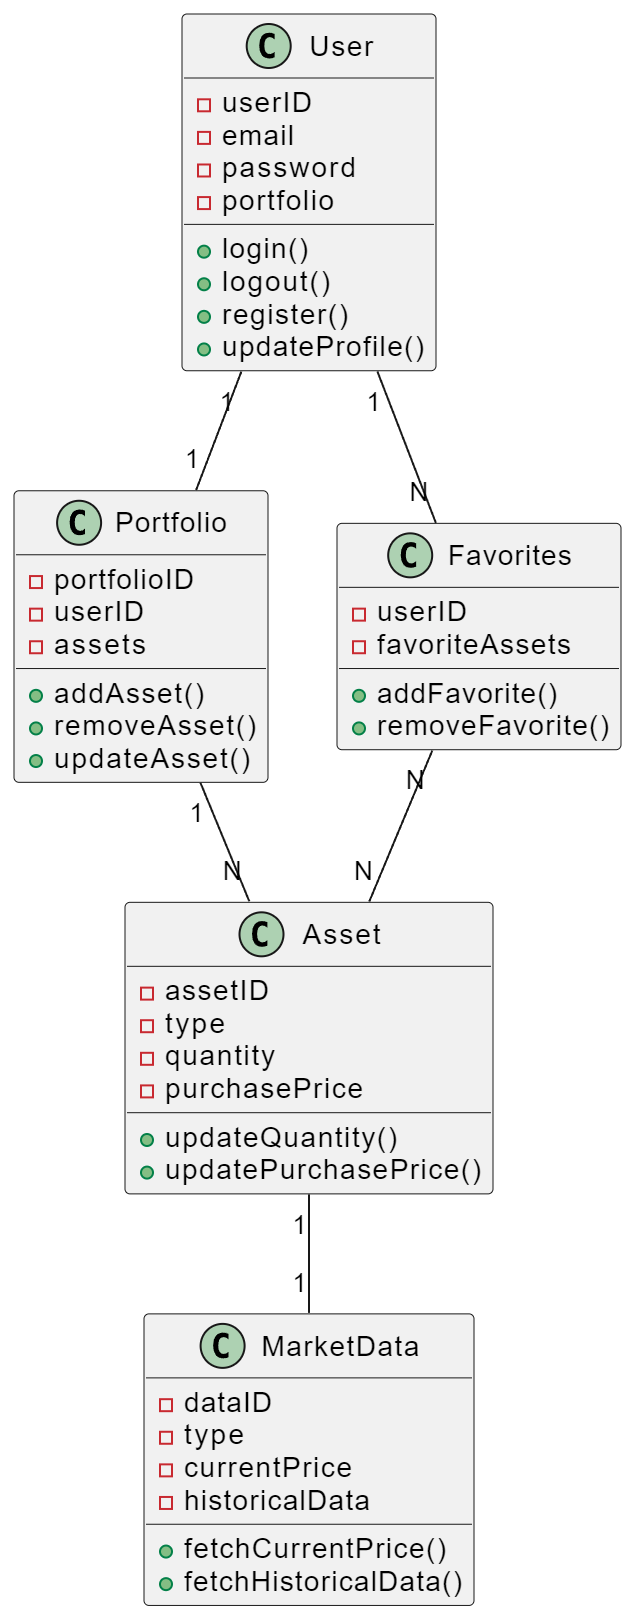 C User
userID
email
password
portfolio
login()
logout()
register()
updateProfile()
1
1
1
N
C Portfolio
portfolioID
userID
assets
addAsset()
removeAsset()
updateAsset()
C Favorites
userID
favoriteAssets
addFavorite()
removeFavorite()
1
N
N
N
C Asset
assetID
type
quantity
purchasePrice
updateQuantity()
updatePurchasePrice()
1
1
C MarketData
dataID
type
currentPrice
historicalData
fetchCurrentPrice()
fetchHistoricalData()